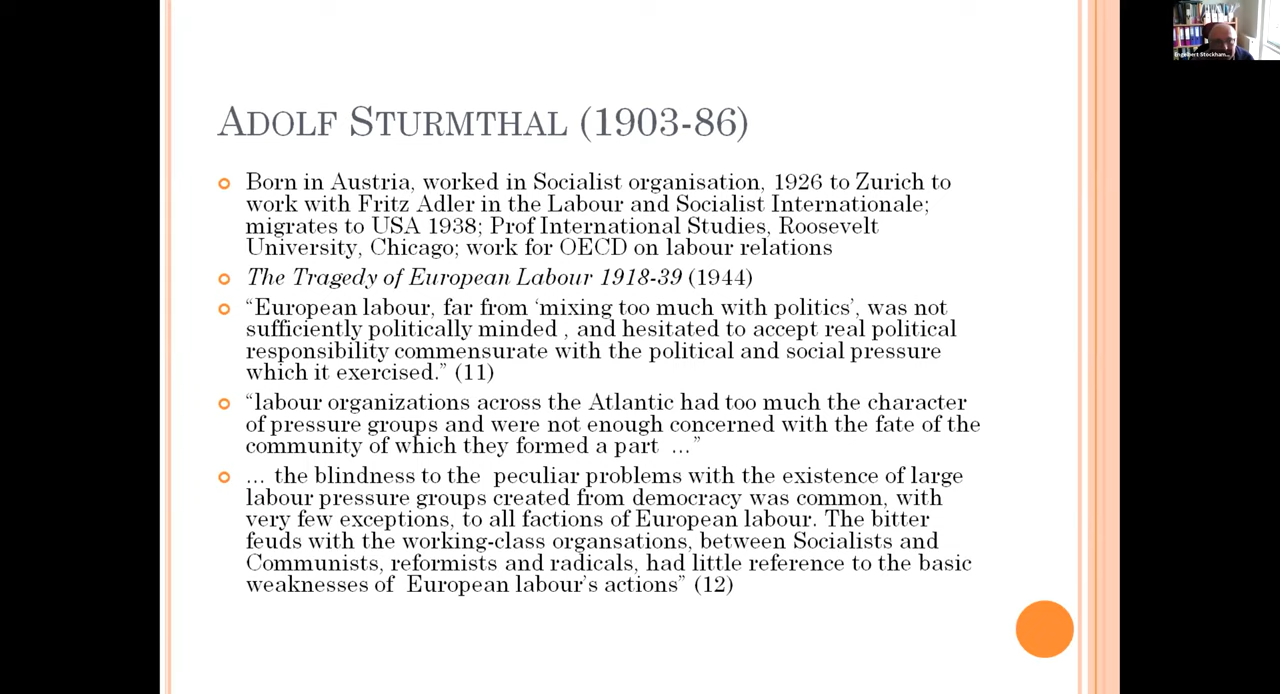 ADOLF STURMTHAL (1903-86)
Born in Austria, worked in Socialist organisation, 1926 to Zurich to
work with Fritz Adler in the Labour and Socialist Internationale;
migrates to USA 1938; Prof International Studies, Roosevelt
University, Chicago; work for OECD on labour relations
The Tragedy of European Labour 1918-39 (1944)
“European labour, far from ‘mixing too much with politics’, was not
sufficiently politically minded , and hesitated to accept real political
responsibility commensurate with the political and social pressure
which it exercised.” (11)
“labour organizations across the Atlantic had too much the character
of pressure groups and were not enough concerned with the fate of the
community of which they formed a part ...”
... the blindness to the peculiar problems with the existence of large
labour pressure groups created from democracy was common, with
very few exceptions, to all factions of European labour. The bitter
feuds with the working-class organsations, between Socialists and
Communists, reformists and radicals, had little reference to the basic
weaknesses of European labour’s actions” (12)
Engelbert Stockham...